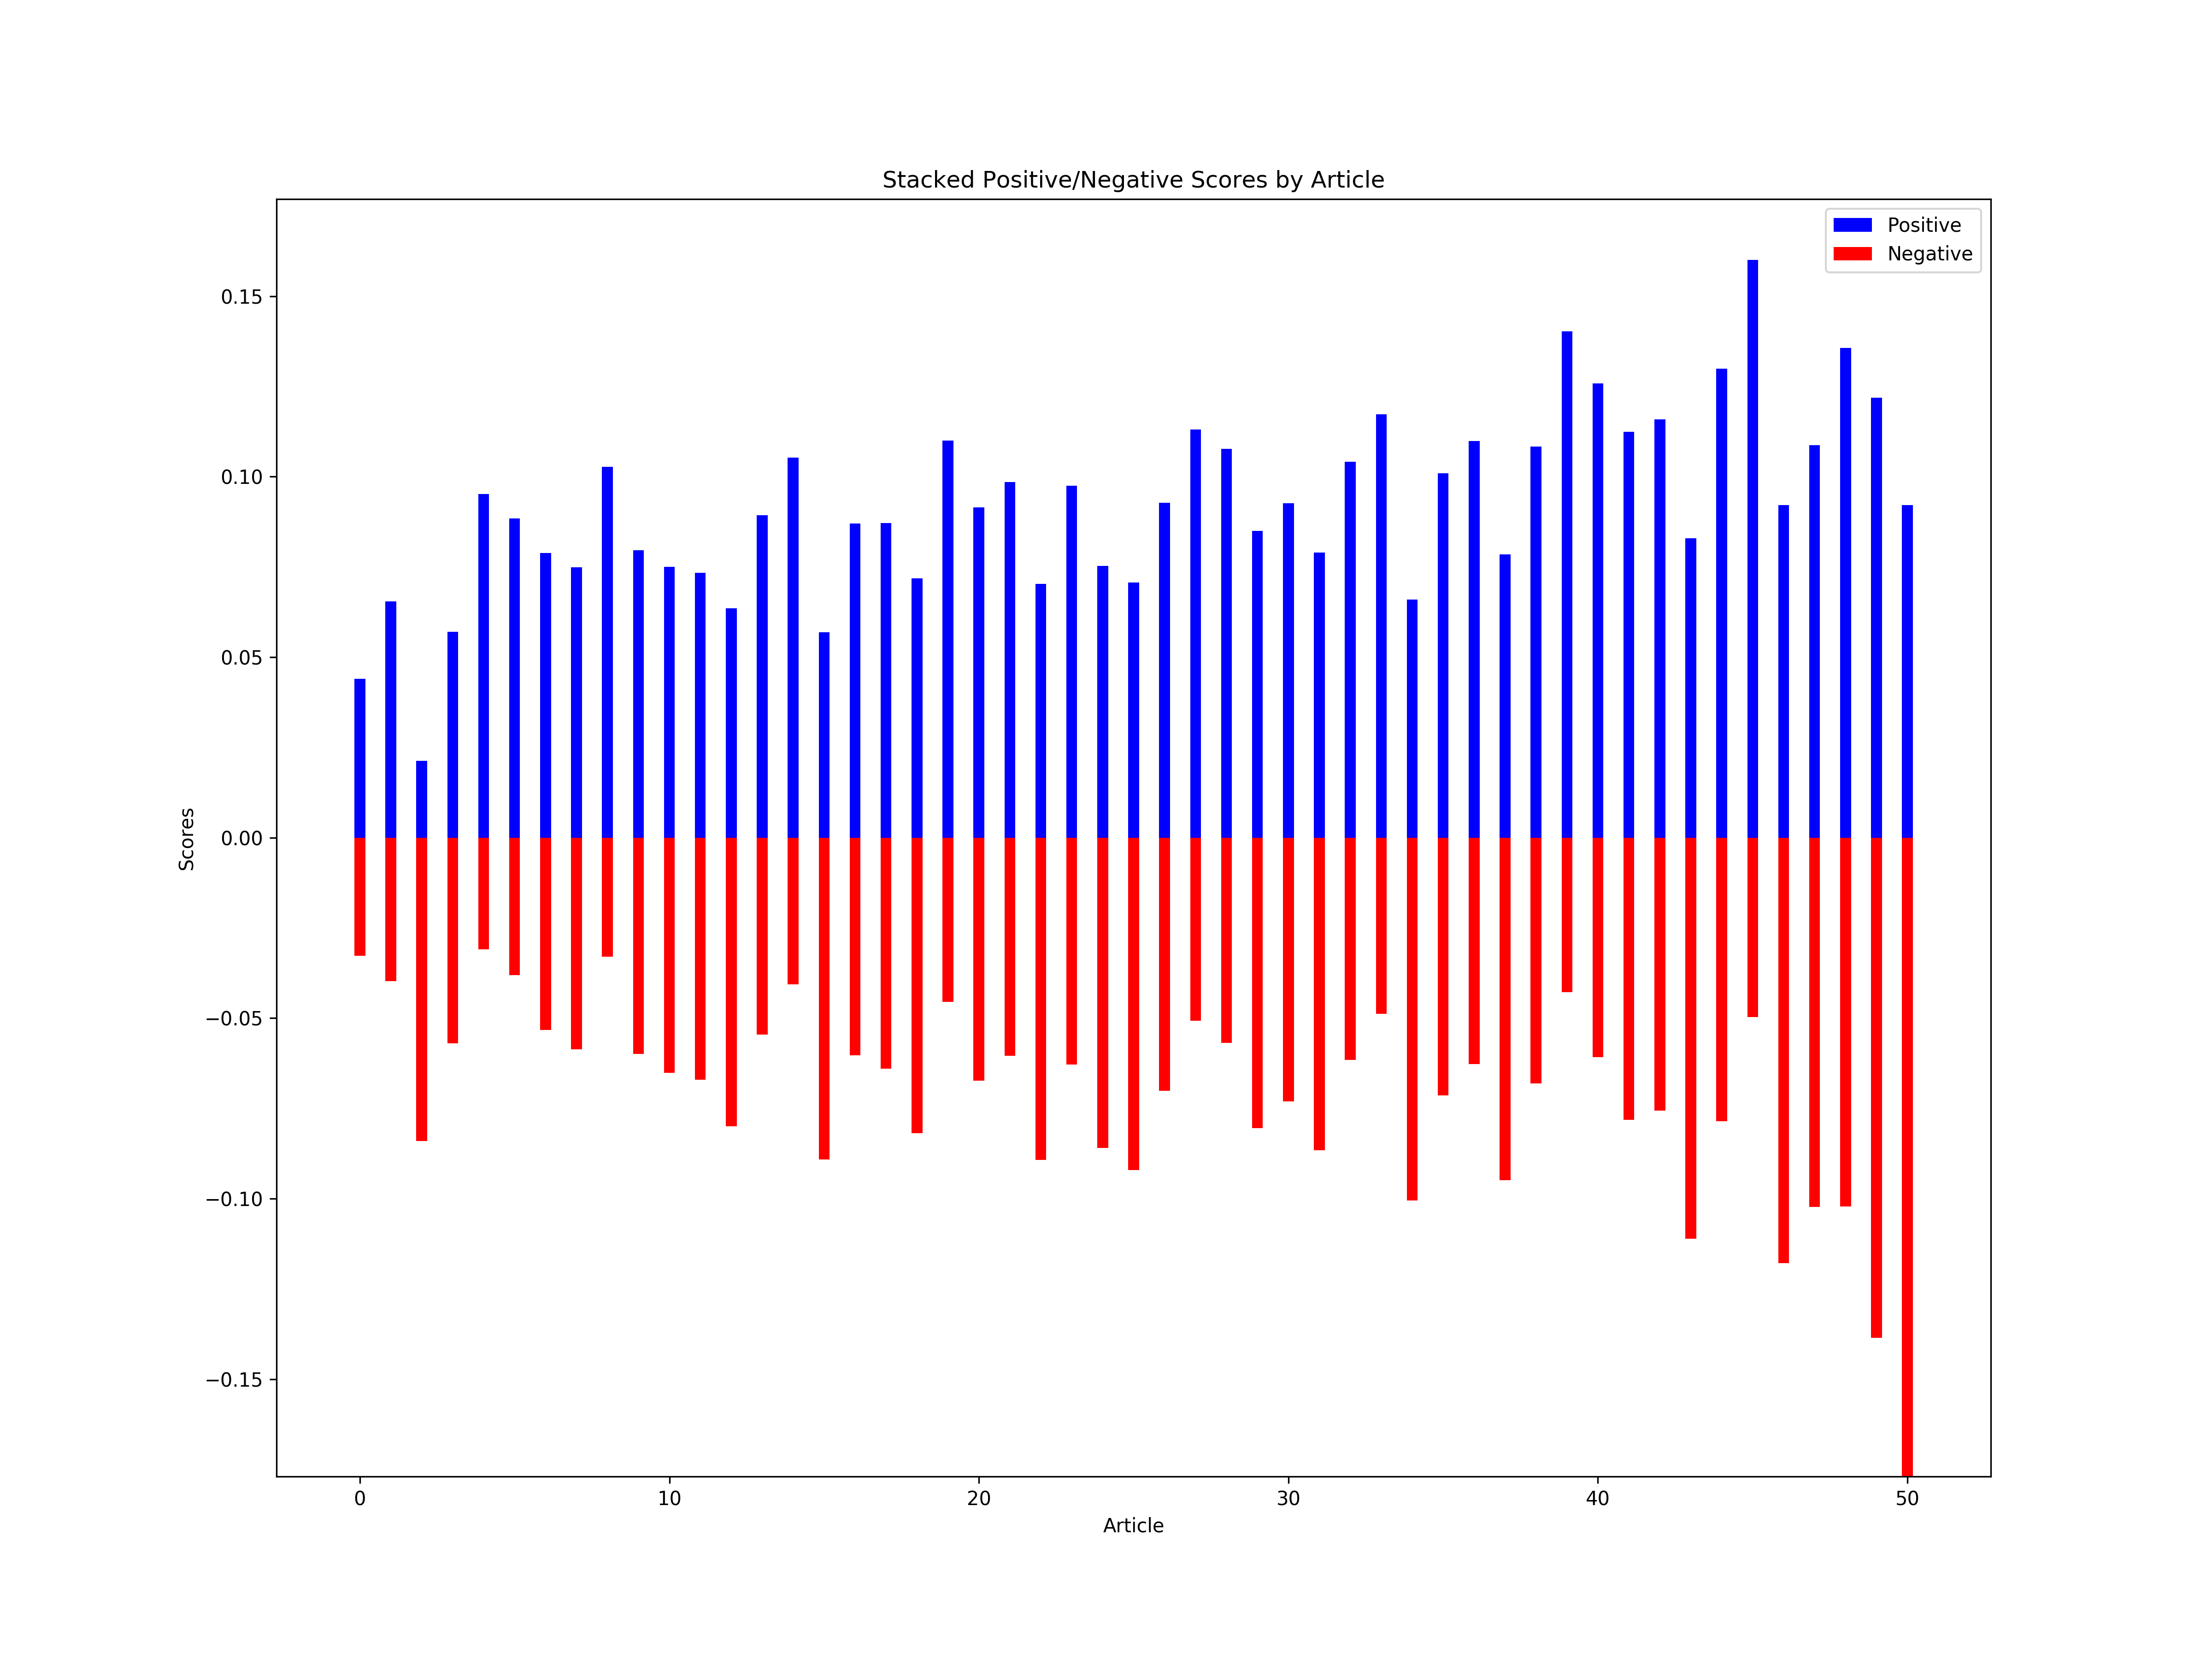 Stacked Positive/Negative Scores by Article
Positive
Negative
0.15
0.10
0.05
0.00
−0.05
−0.10
−0.15
Scores
0 10 20 30 40 50
Article